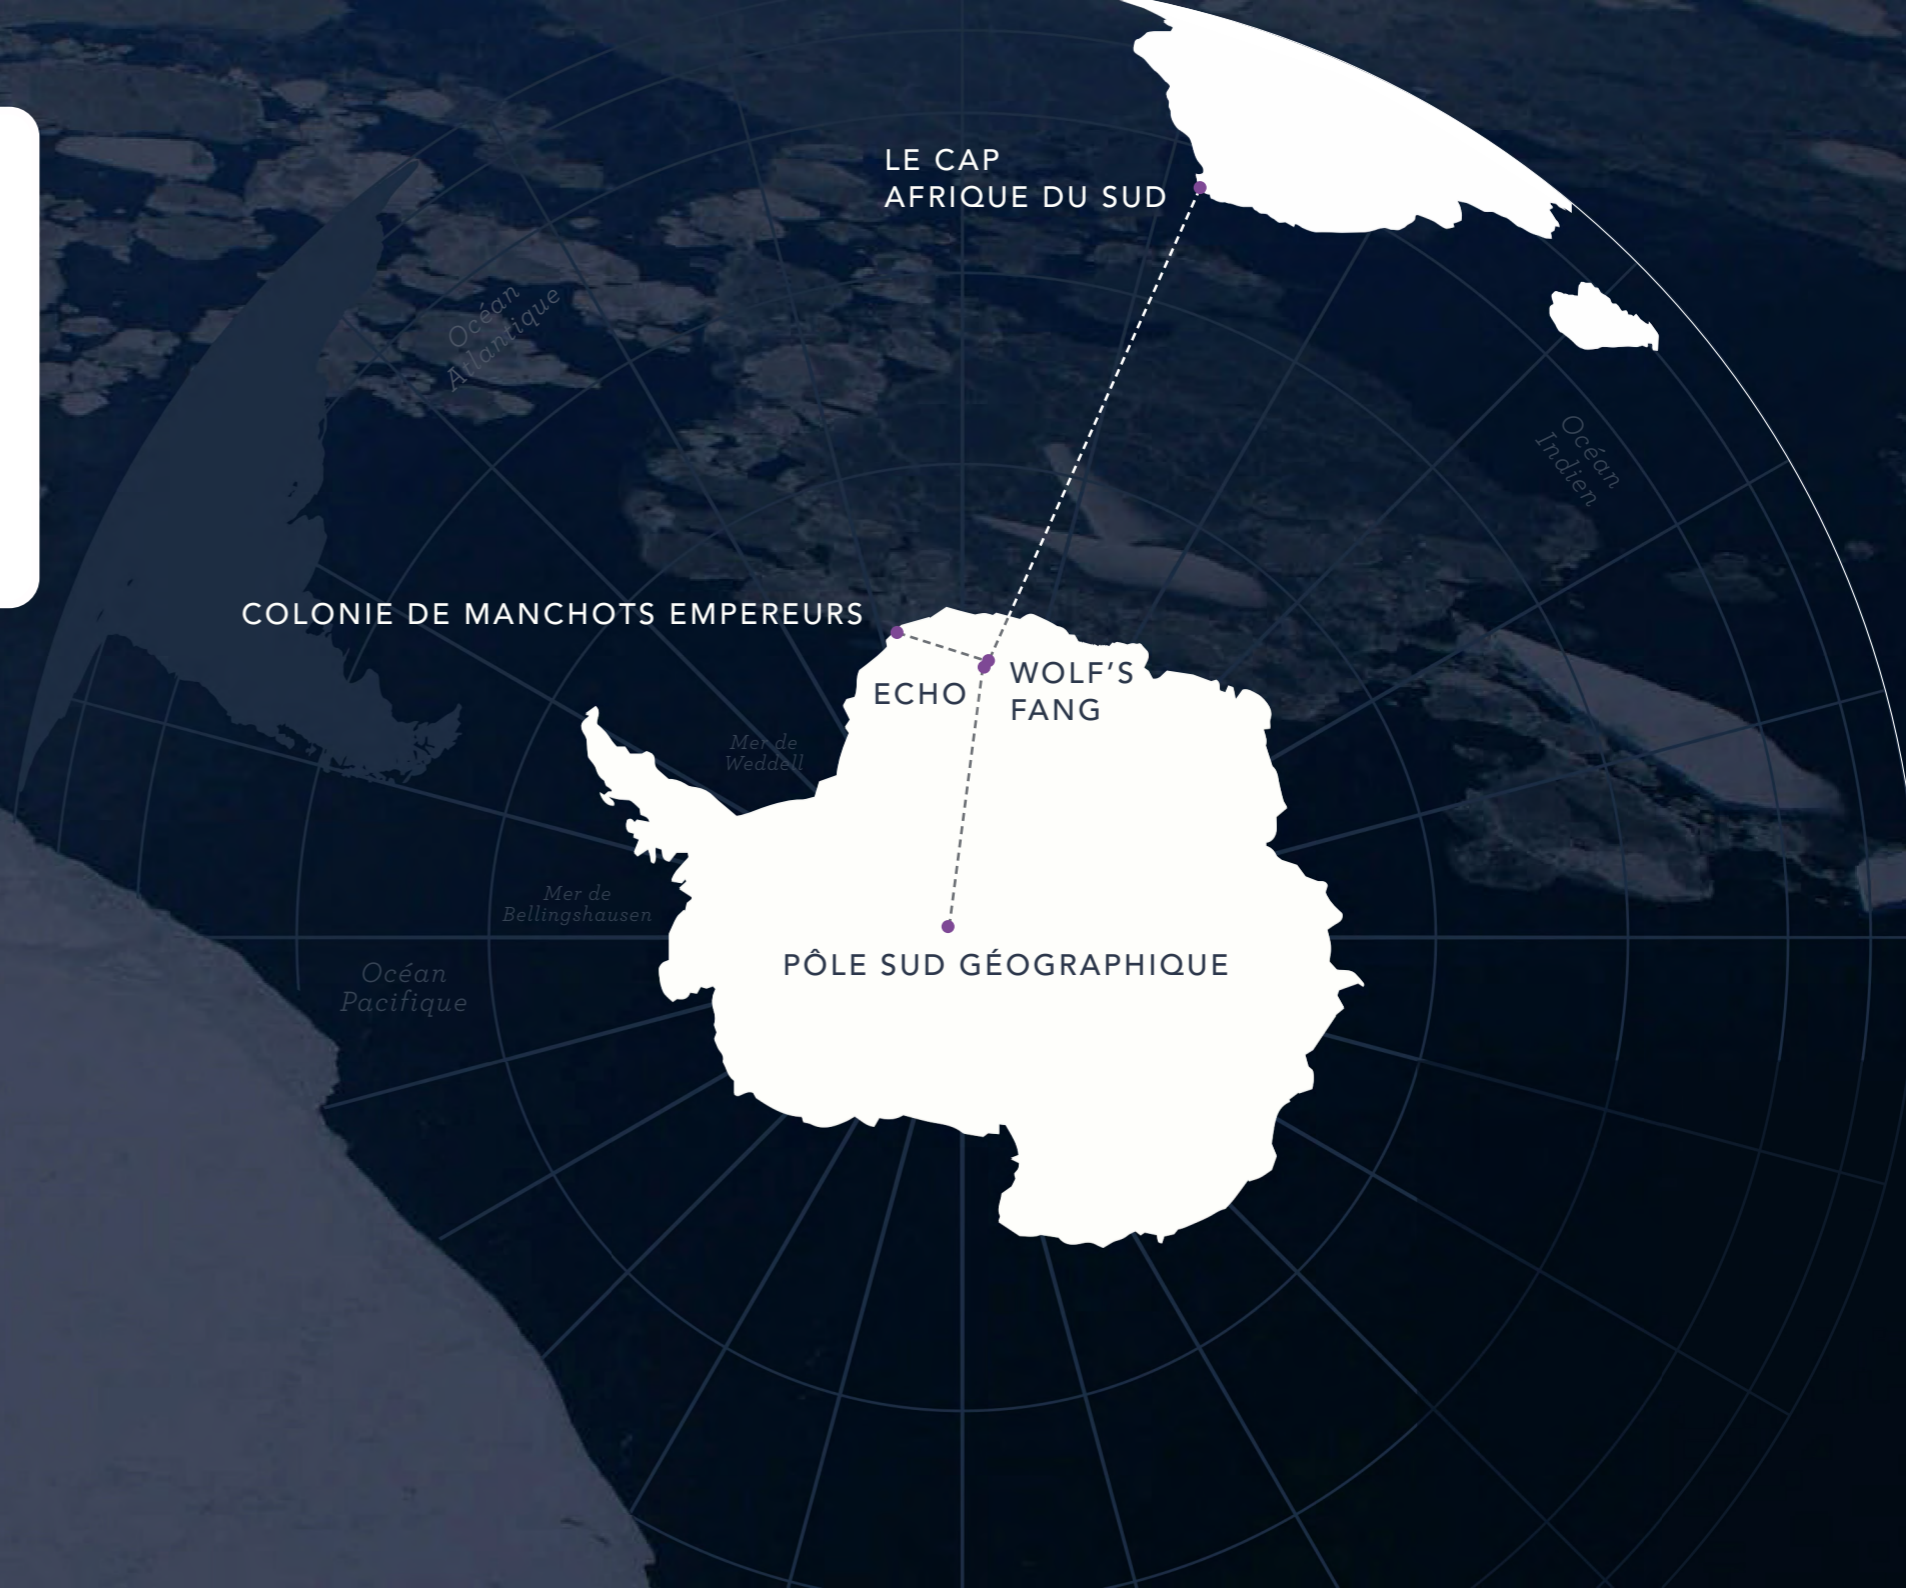 LE CAP
AFRIQUE DU SUD
Océan
Atlantique
Océan
Indien
COLONIE DE MANCHOTS EMPEREURS
WOLF’S
FANG
ECHO
Mer de
Weddell
Mer de
Bellingshausen
PÔLE SUD GÉOGRAPHIQUE
Océan
Pacifique